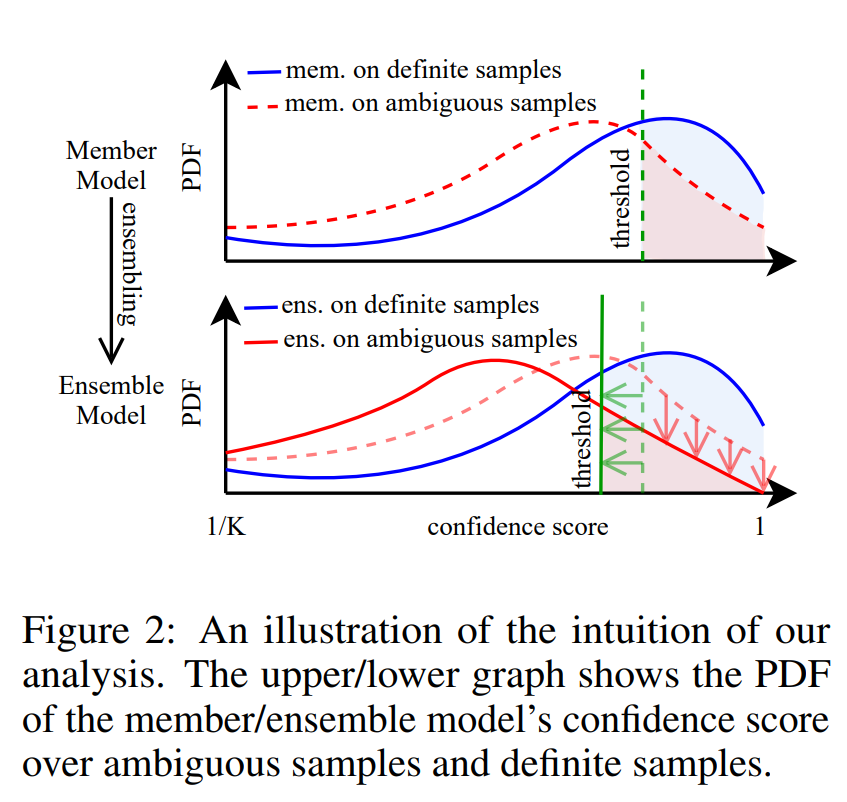 mem. on definite samples
mem. on ambiguous samples
Member
Model
PDF
threshold
ensembling
ens. on definite samples
ens. on ambiguous samples
Ensemble
Model
PDF
threshold
1/K
confidence score
1
Figure 2: An illustration of the intuition of our
analysis. The upper/lower graph shows the PDF
of the member/ensemble model's confidence score
over ambiguous samples and definite samples.